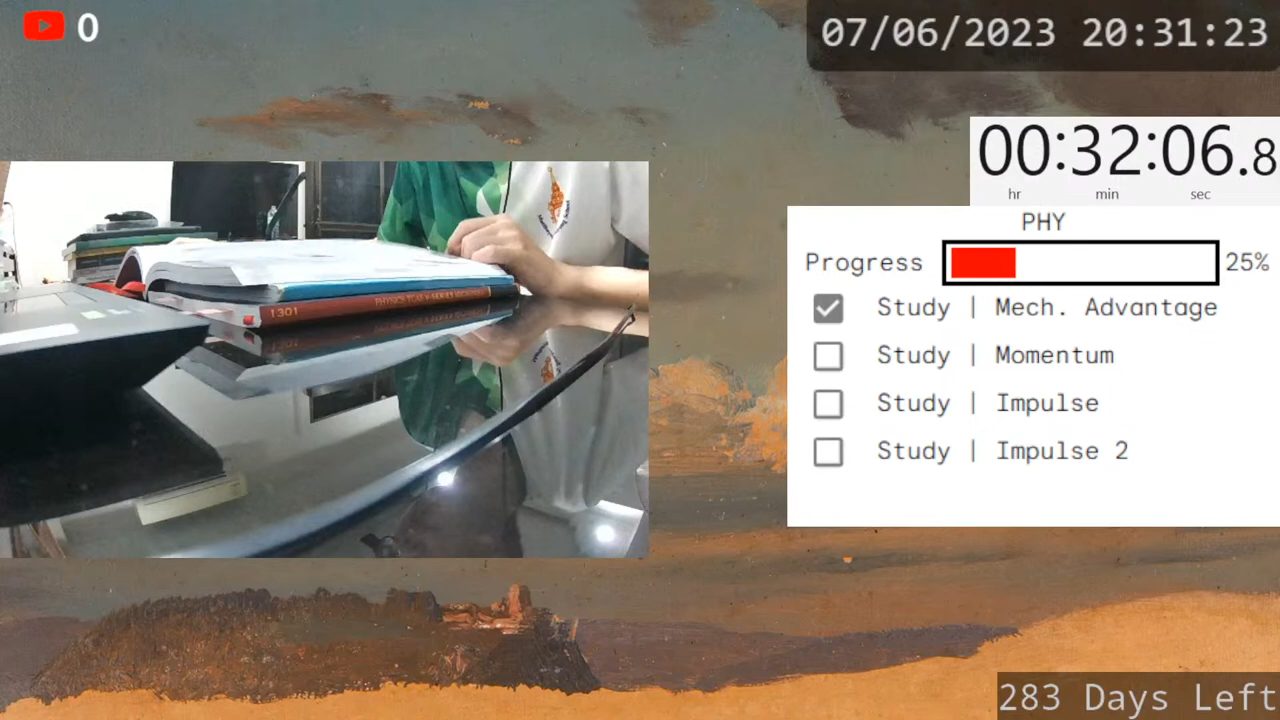 0
07/06/2023 20:31:23
00:32:06.8
hr min sec
PHY
Progress 25%
Study | Mech. Advantage
Study | Momentum
Study | Impulse
Study | Impulse 2
1301
283 Days Left